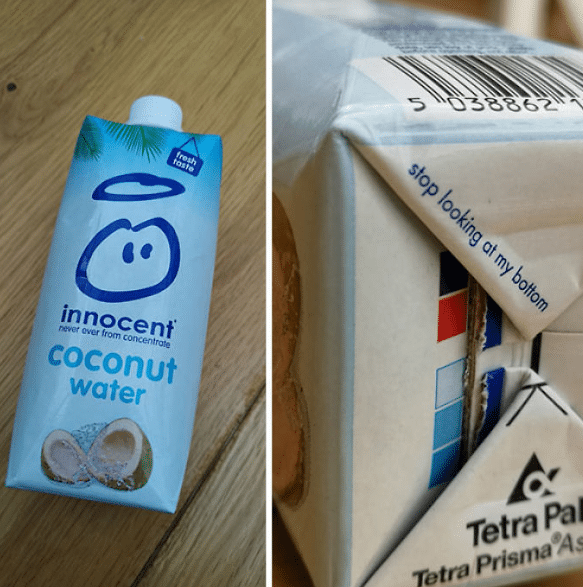 fresh
taste
innocent
never ever from concentrate
coconut
water
5 038862
stop looking at my bottom
Tetra Pa
Tetra Prisma® As